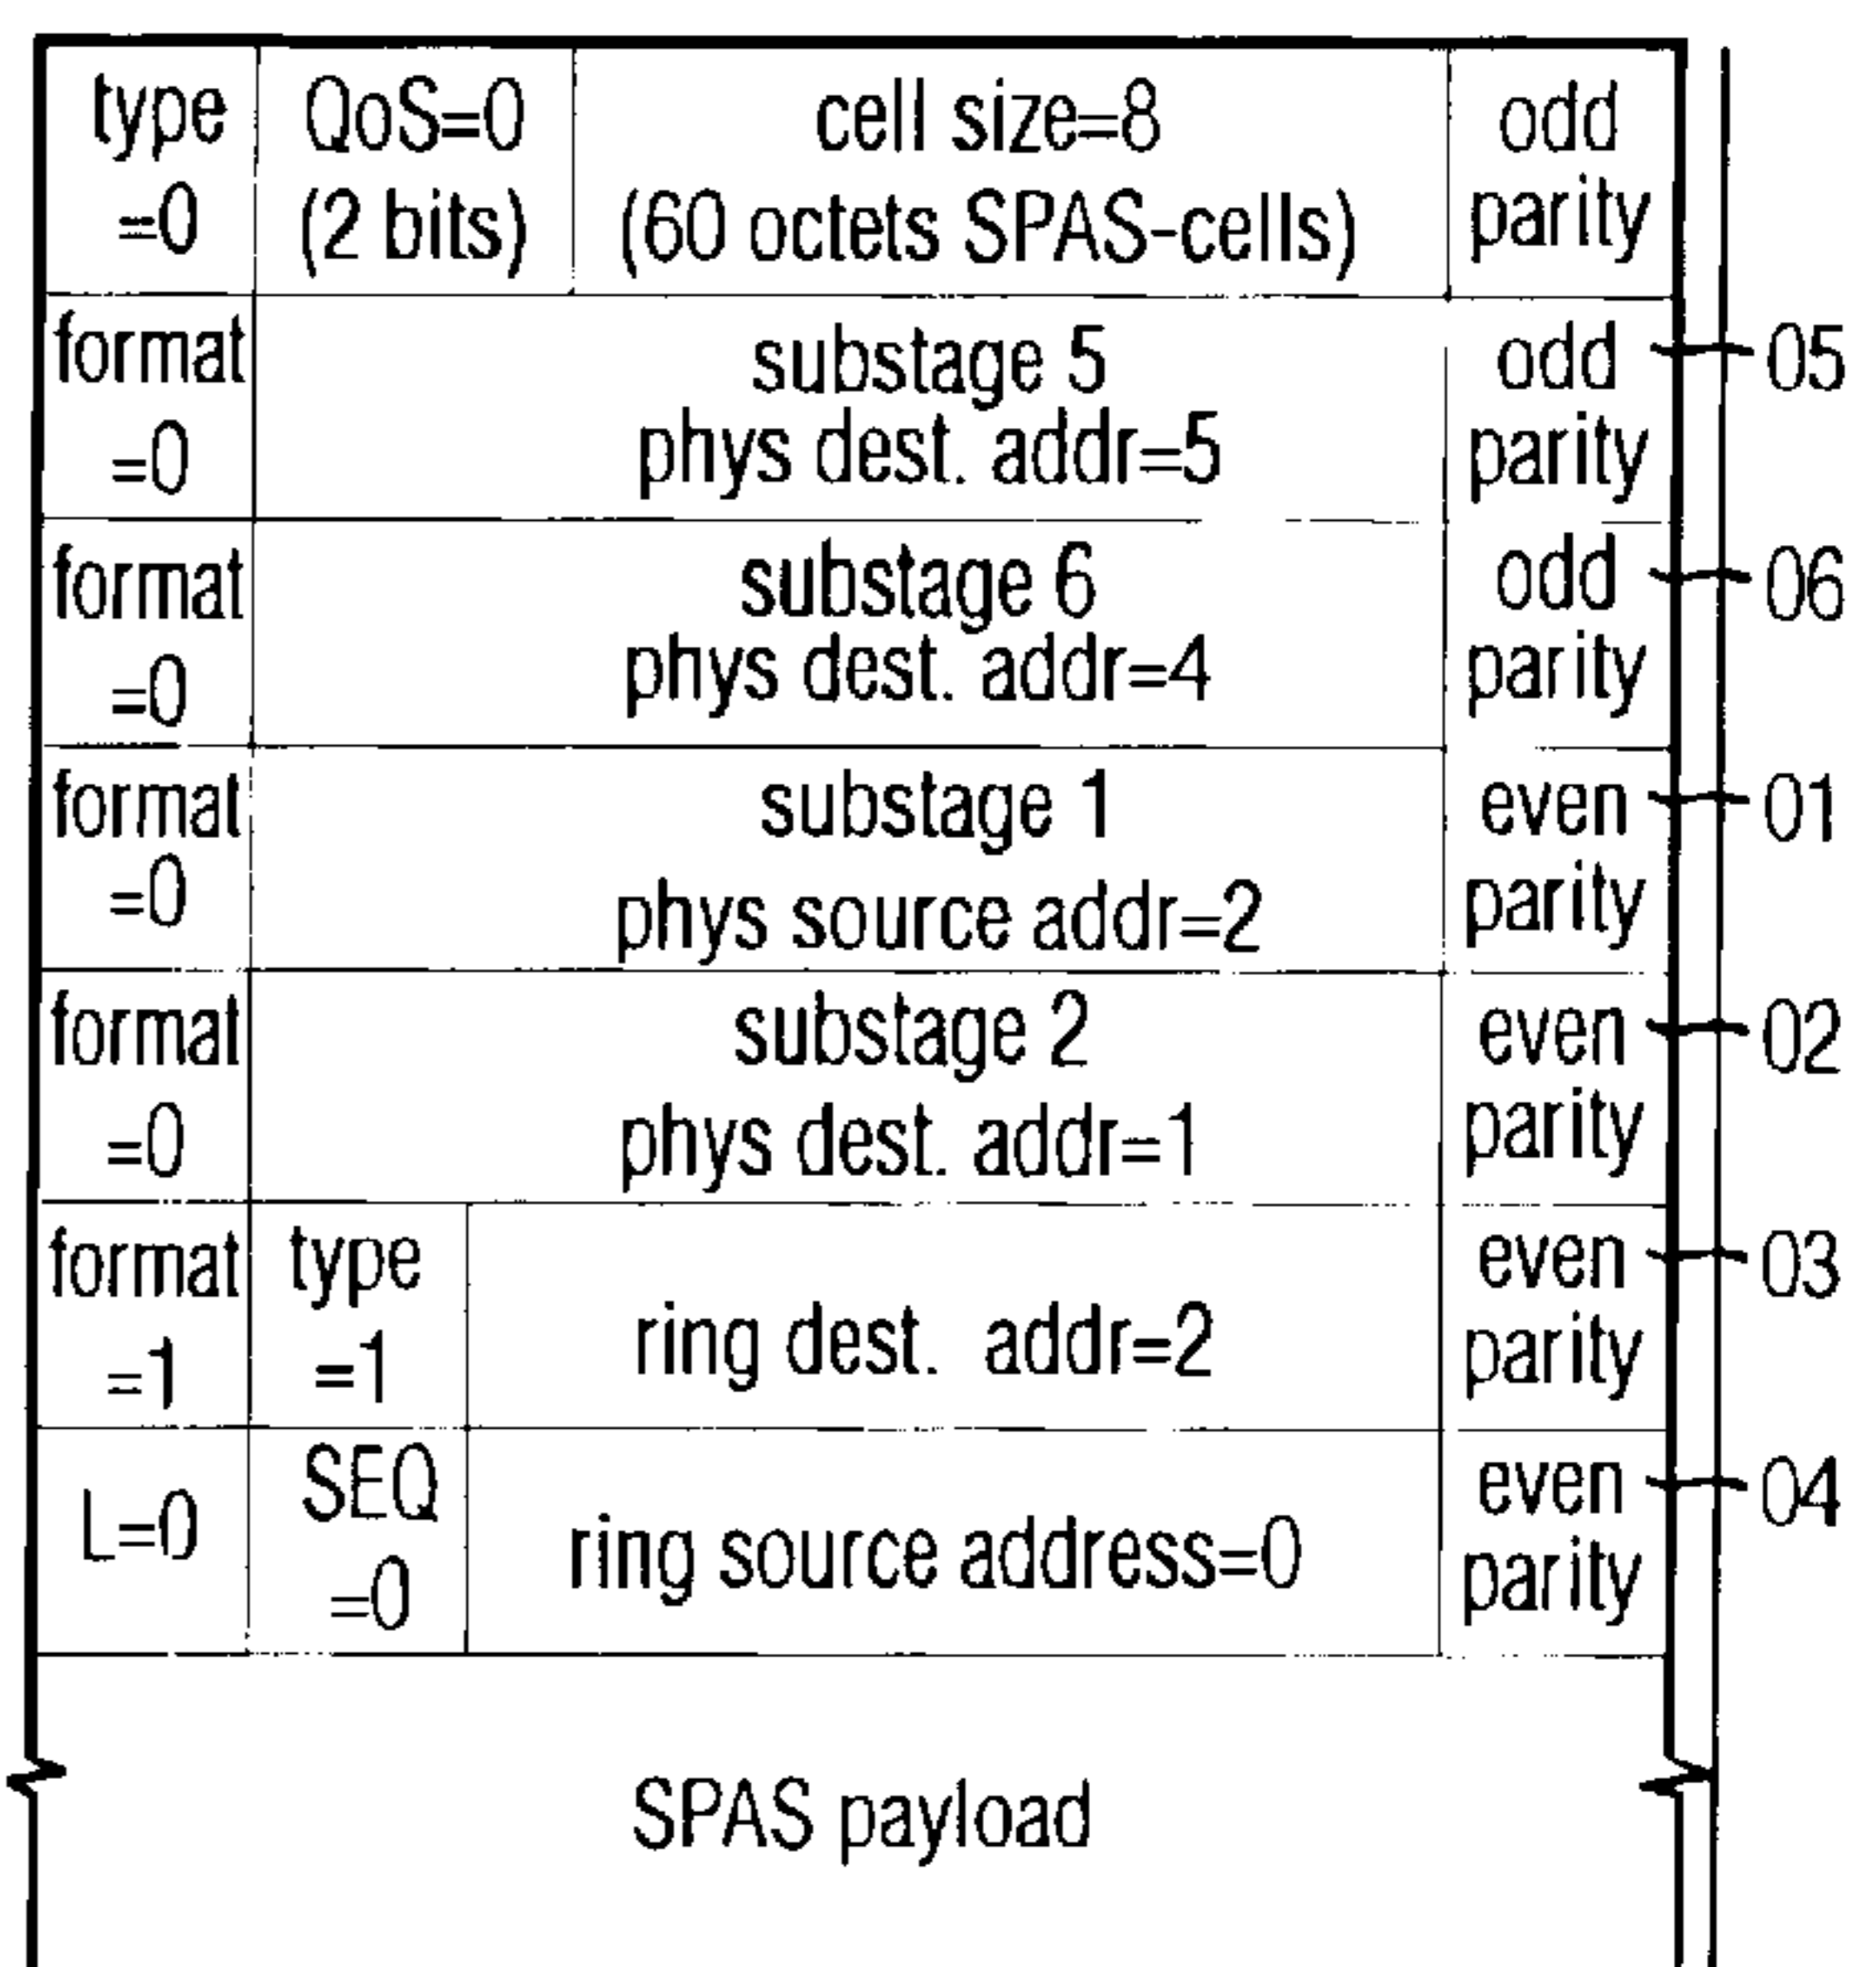 type QoS=0 cell size=8 odd
=0 (2 bits) (60 octets SPAS-cells) parity
format substage 5 odd 05
=0 phys dest. addr=5 parity
format substage 6 odd 06
=0 phys dest. addr=4 parity
format substage 1 even 01
=0 phys source addr=2 parity
format substage 2 even 02
=0 phys dest. addr=1 parity
format type even 03
=1 =1 ring dest. addr=2 parity
L=0 SEQ even 04
=0 ring source address=0 parity
SPAS payload